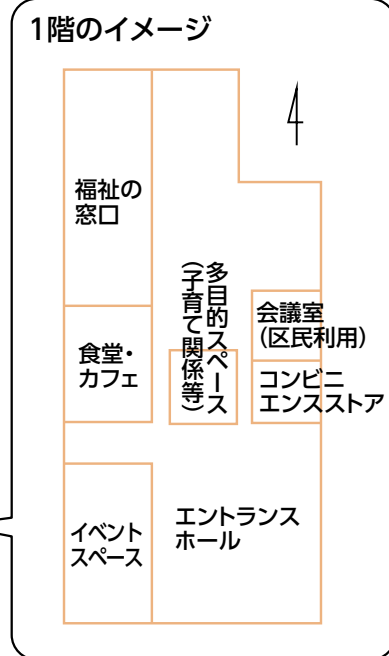 1階のイメージ
福祉の
窓口
多目的スペース
(子育て関係等)
会議室
(区民利用)
食堂・
カフェ
コンビニ
エンスストア
イベント
スペース
エントランス
ホール